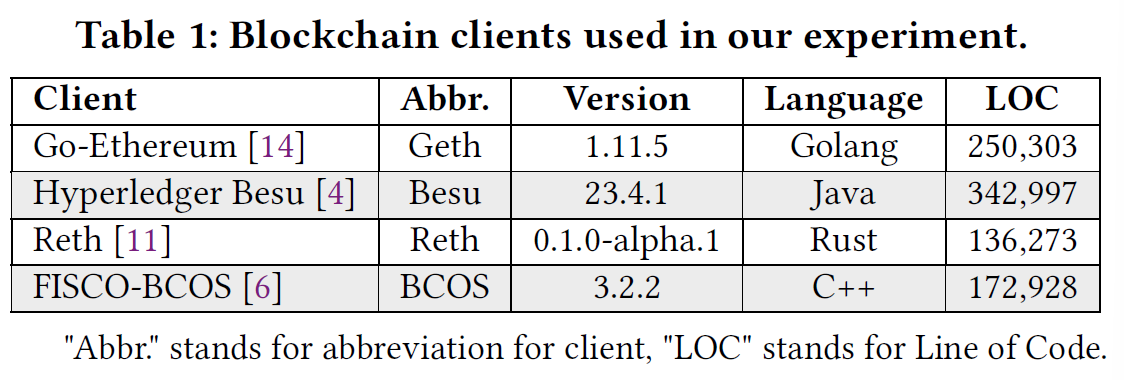 Table 1: Blockchain clients used in our experiment.
Client Abbr. Version Language LOC
Go-Ethereum [14] Geth 1.11.5 Golang 250,303
Hyperledger Besu [4] Besu 23.4.1 Java 342,997
Reth [11] Reth 0.1.0-alpha.1 Rust 136,273
FISCO-BCOS [6] BCOS 3.2.2 C++ 172,928
"Abbr." stands for abbreviation for client, "LOC" stands for Line of Code.